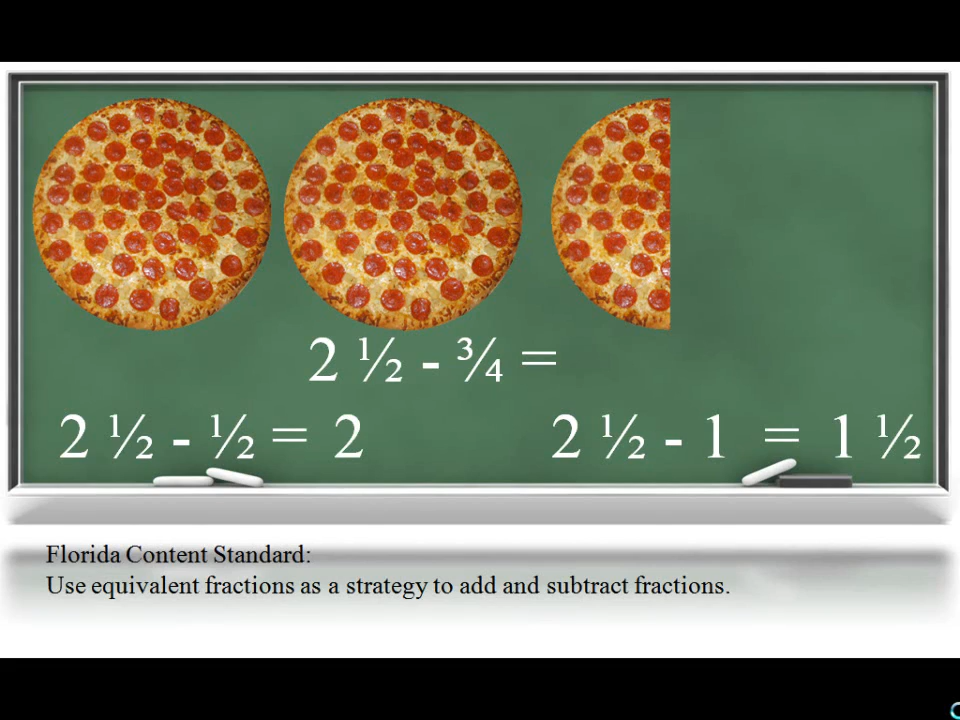 2 ½ - ¾ =
2 ½ - ½ = 2
2 ½ - 1 = 1 ½
Florida Content Standard:
Use equivalent fractions as a strategy to add and subtract fractions.